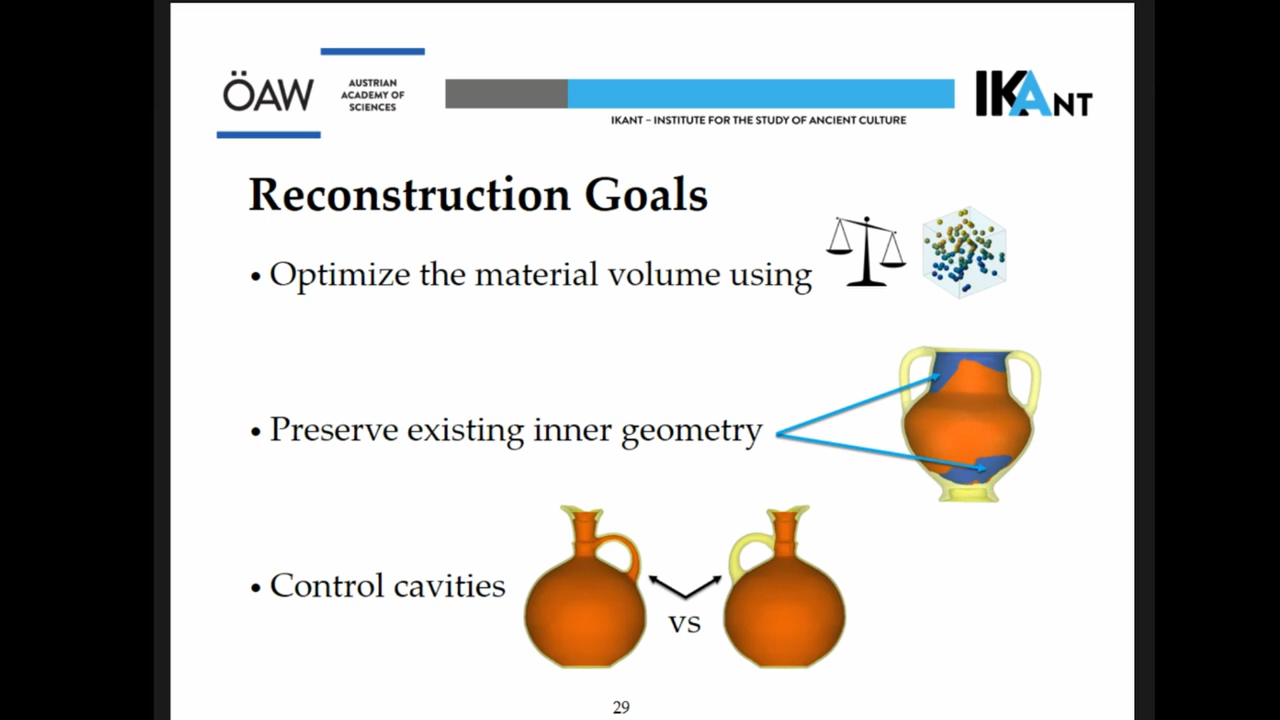 ÖAW
AUSTRIAN
ACADEMY OF
SCIENCES
IKANT
IKANT – INSTITUTE FOR THE STUDY OF ANCIENT CULTURE
Reconstruction Goals
• Optimize the material volume using
• Preserve existing inner geometry
• Control cavities
vs
29